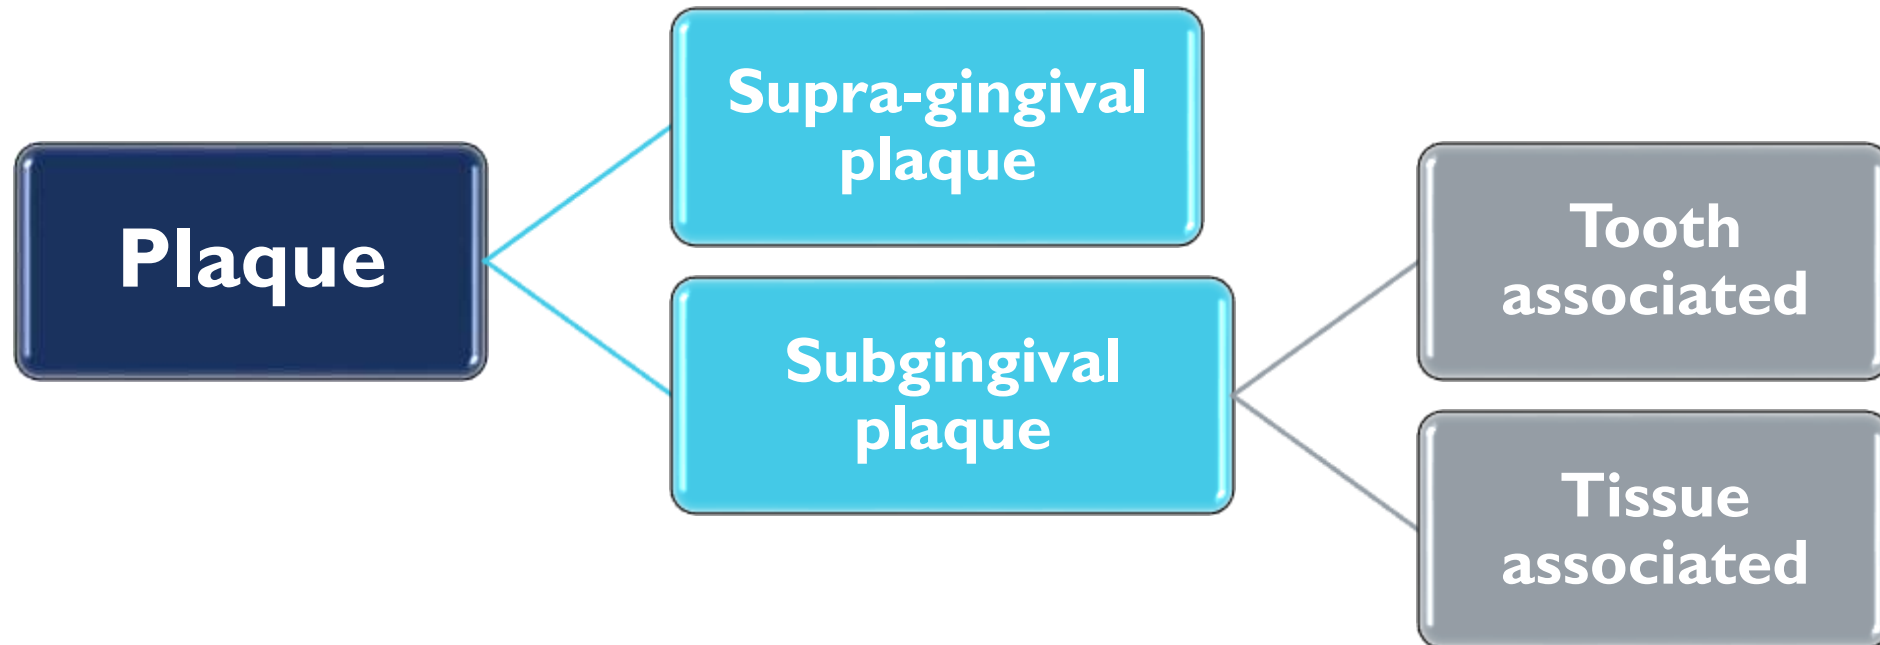 Plaque
Supra-gingival
plaque
Subgingival
plaque
Tooth
associated
Tissue
associated